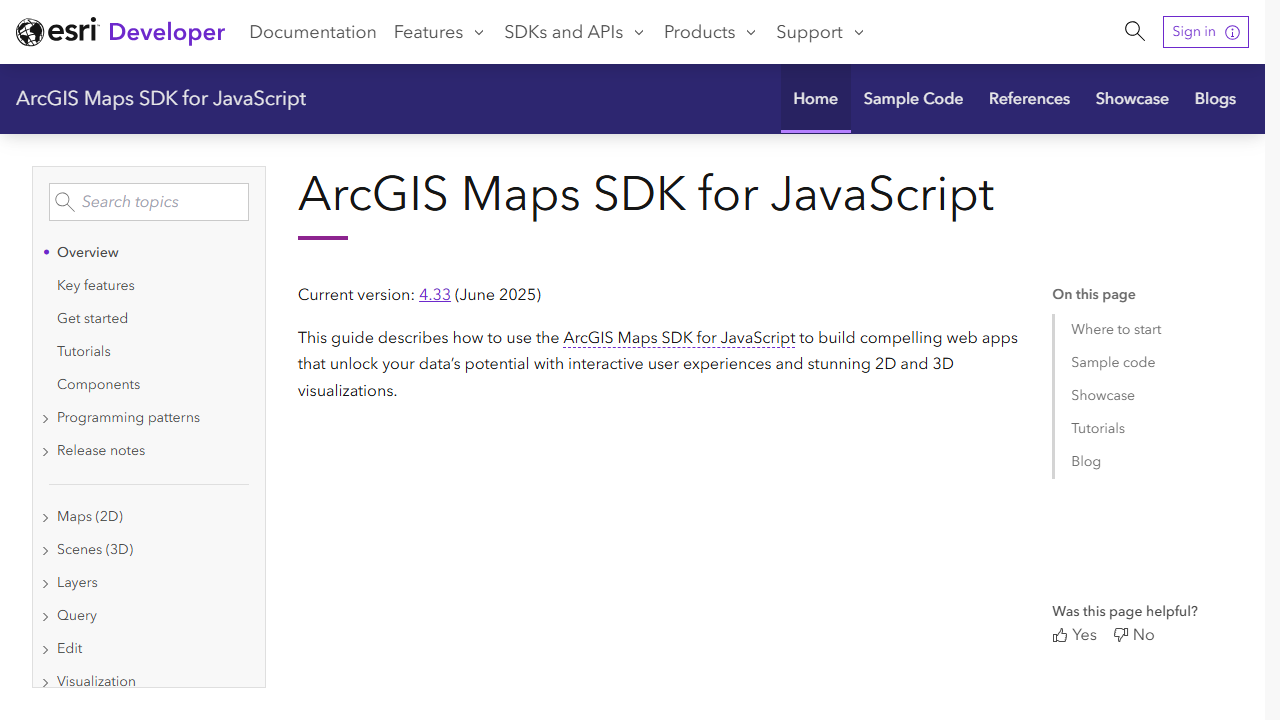 esri Developer Documentation Features SDKs and APIs Products Support Sign in
ArcGIS Maps SDK for JavaScript Home Sample Code References Showcase Blogs
Search topics
Overview
Key features
Get started
Tutorials
Components
Programming patterns
Release notes
Maps (2D)
Scenes (3D)
Layers
Query
Edit
Visualization
ArcGIS Maps SDK for JavaScript
Current version: 4.33 (June 2025)
This guide describes how to use the ArcGIS Maps SDK for JavaScript to build compelling web apps
that unlock your data’s potential with interactive user experiences and stunning 2D and 3D
visualizations.
On this page
Where to start
Sample code
Showcase
Tutorials
Blog
Was this page helpful?
Yes No